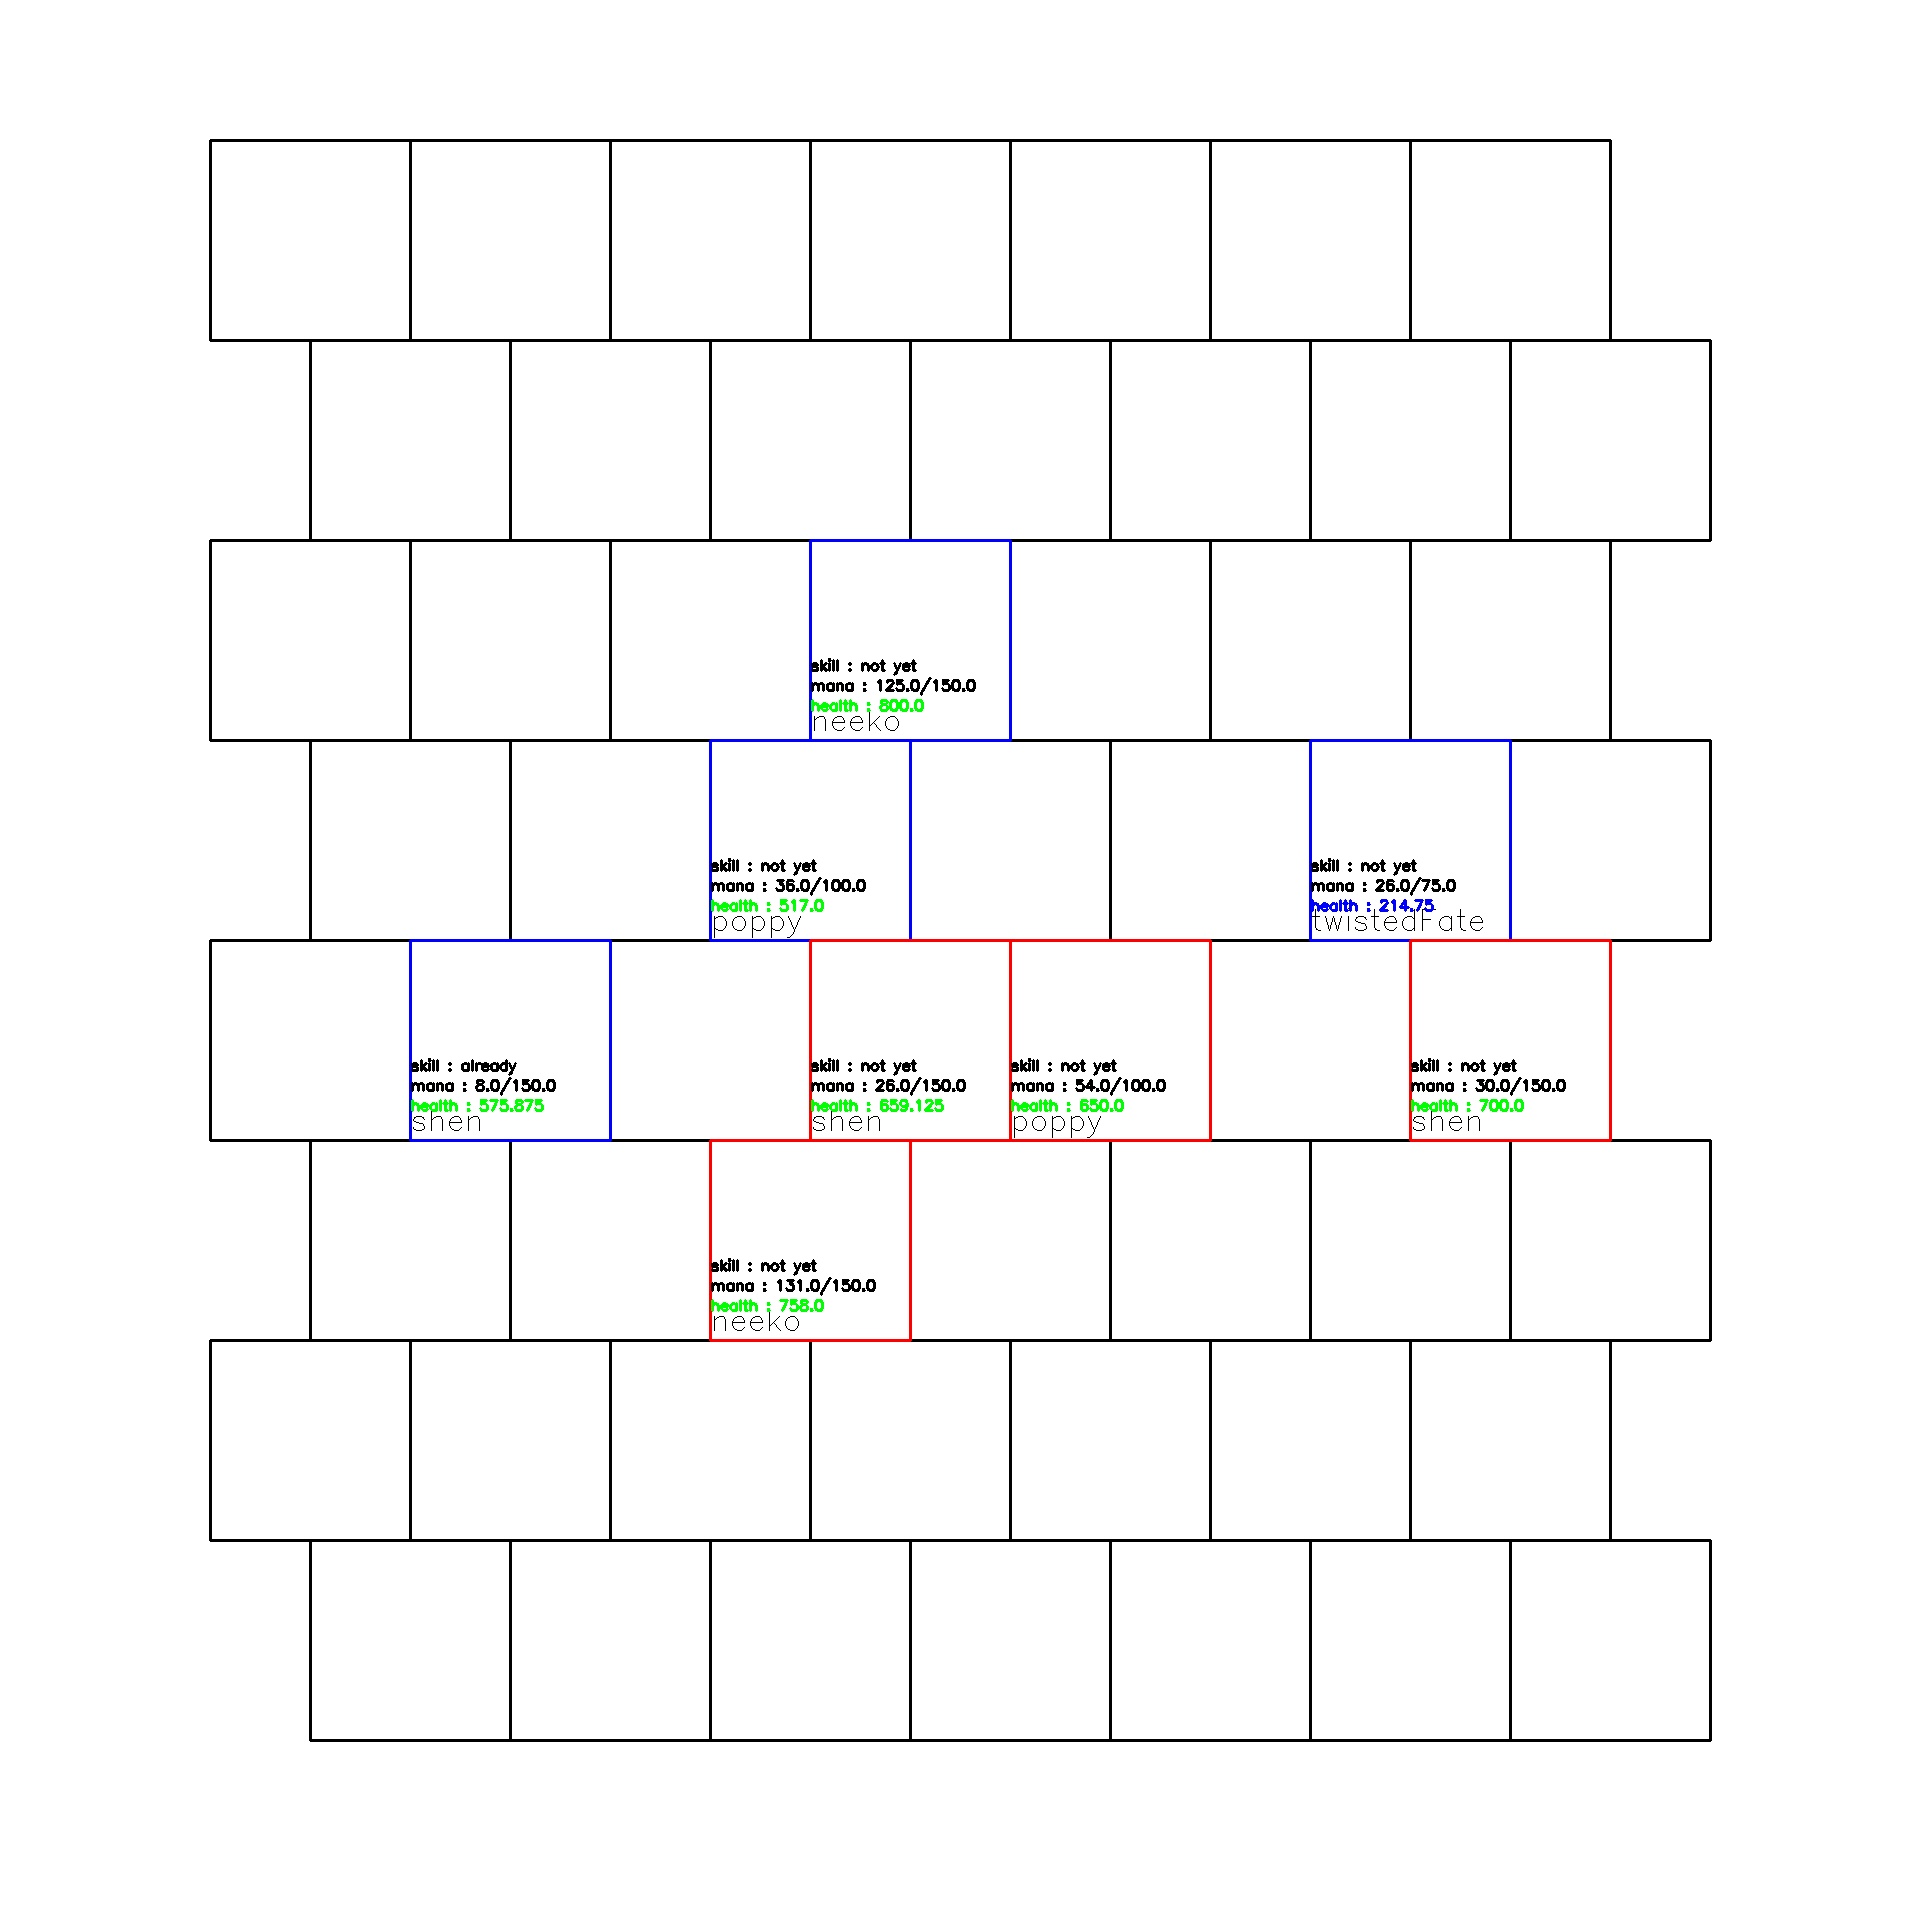 skill : not yet
mana : 125.0/150.0
health : 800.0
neeko
skill : not yet
mana : 36.0/100.0
health : 517.0
poppy
skill : not yet
mana : 26.0/75.0
health : 214.75
twistedFate
skill : already
mana : 8.0/150.0
health : 575.875
shen
skill : not yet
mana : 26.0/150.0
health : 659.125
shen
skill : not yet
mana : 54.0/100.0
health : 650.0
poppy
skill : not yet
mana : 30.0/150.0
health : 700.0
shen
skill : not yet
mana : 131.0/150.0
health : 758.0
neeko